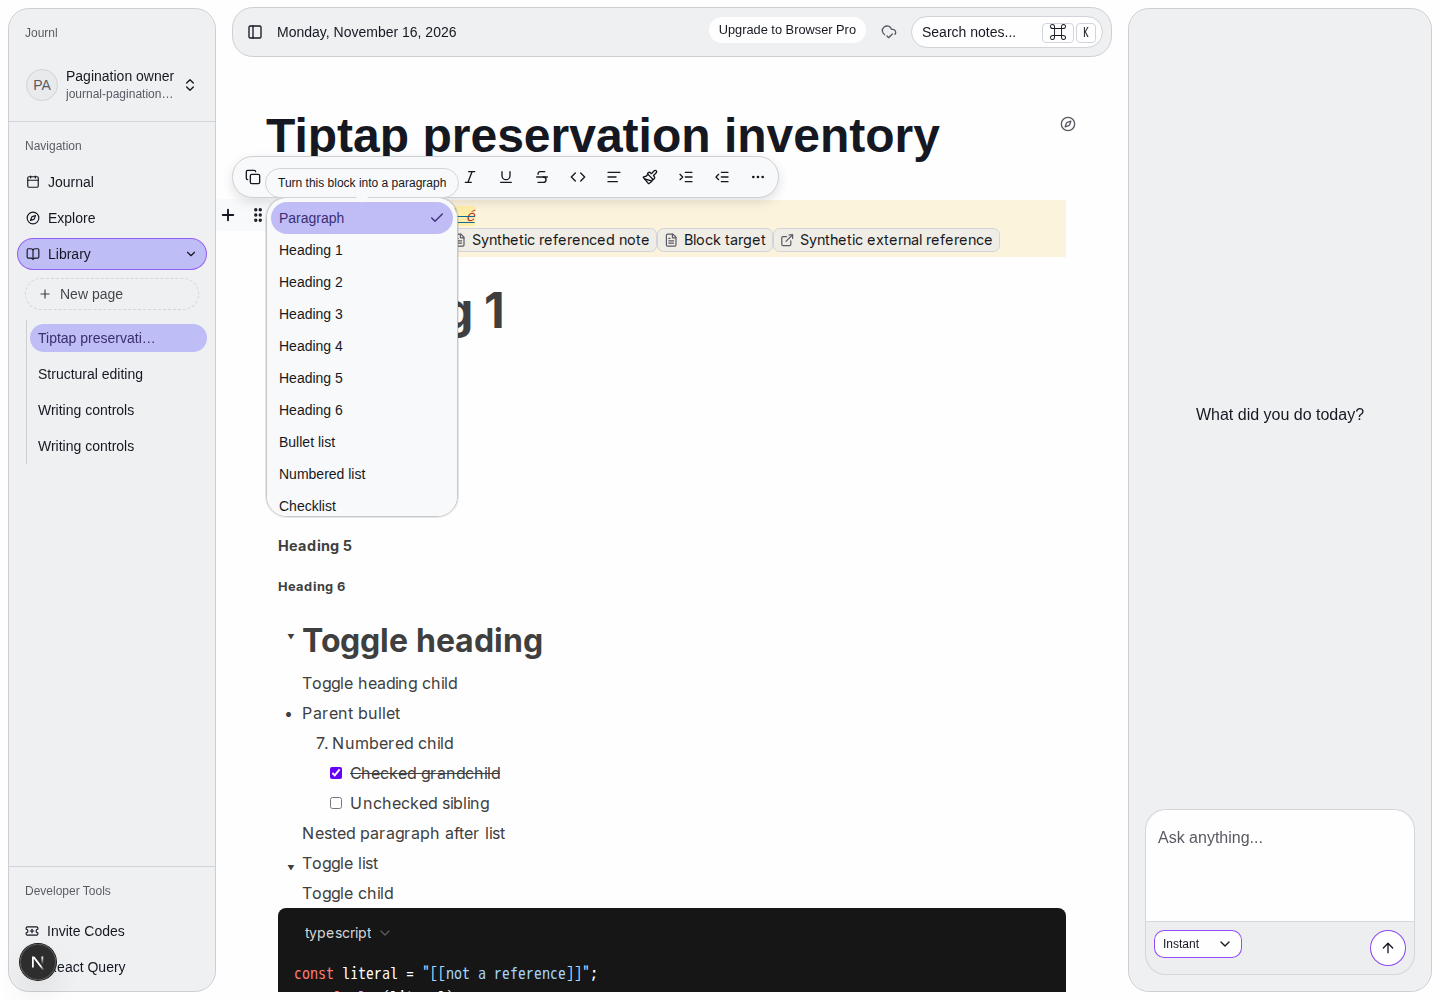 Journl
PA
Pagination owner
journal-pagination…
Navigation
Journal
Explore
Library
New page
Tiptap preservati…
Structural editing
Writing controls
Writing controls
Developer Tools
Invite Codes
React Query
N
Monday, November 16, 2026
Upgrade to Browser Pro
Search notes...
⌘ K
Tiptap preservation inventory
Turn this block into a paragraph
Paragraph
Heading 1
Heading 2
Heading 3
Heading 4
Heading 5
Heading 6
Bullet list
Numbered list
Checklist
é
Synthetic referenced note Block target Synthetic external reference
g 1
Heading 5
Heading 6
Toggle heading
Toggle heading child
• Parent bullet
7. Numbered child
Checked grandchild
Unchecked sibling
Nested paragraph after list
Toggle list
Toggle child
typescript
const literal = "[[not a reference]]";
What did you do today?
Ask anything...
Instant